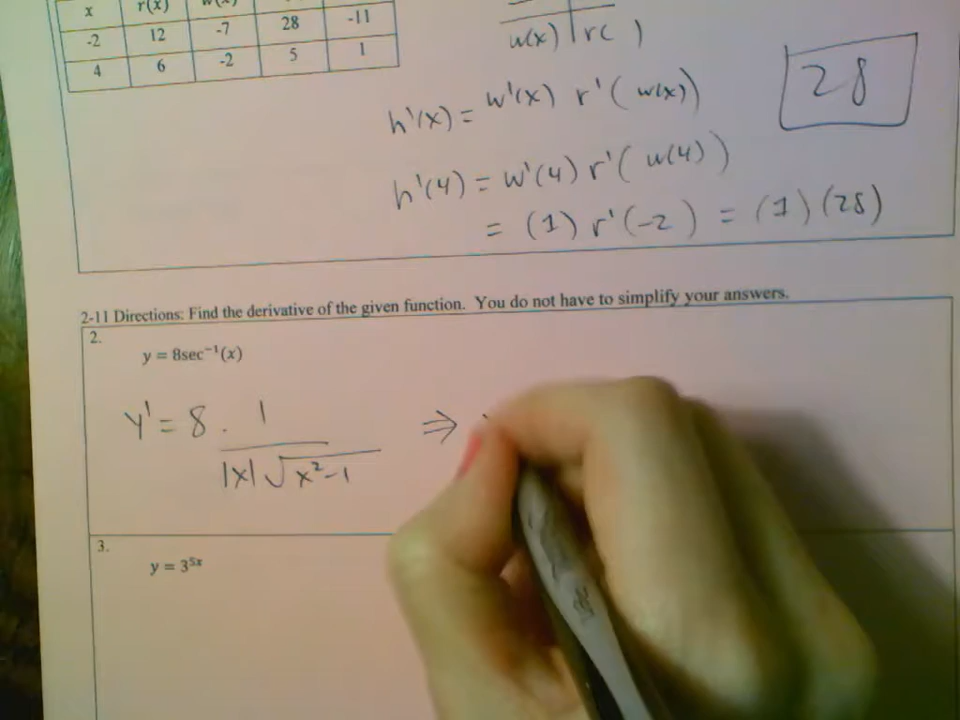 x r(x) w(x)
-2 12 -7 28 -11
4 6 -2 5 1
w(x) r( )
h'(x) = w'(x) r'( w(x))
28
h'(4) = w'(4) r'( w(4) )
= (1) r'(-2) = (1)(28)
2-11 Directions: Find the derivative of the given function. You do not have to simplify your answers.
2.
y = 8sec⁻¹(x)
y' = 8 · 1
|x| √x²-1 ⇒
3.
y = 3⁵ˣ